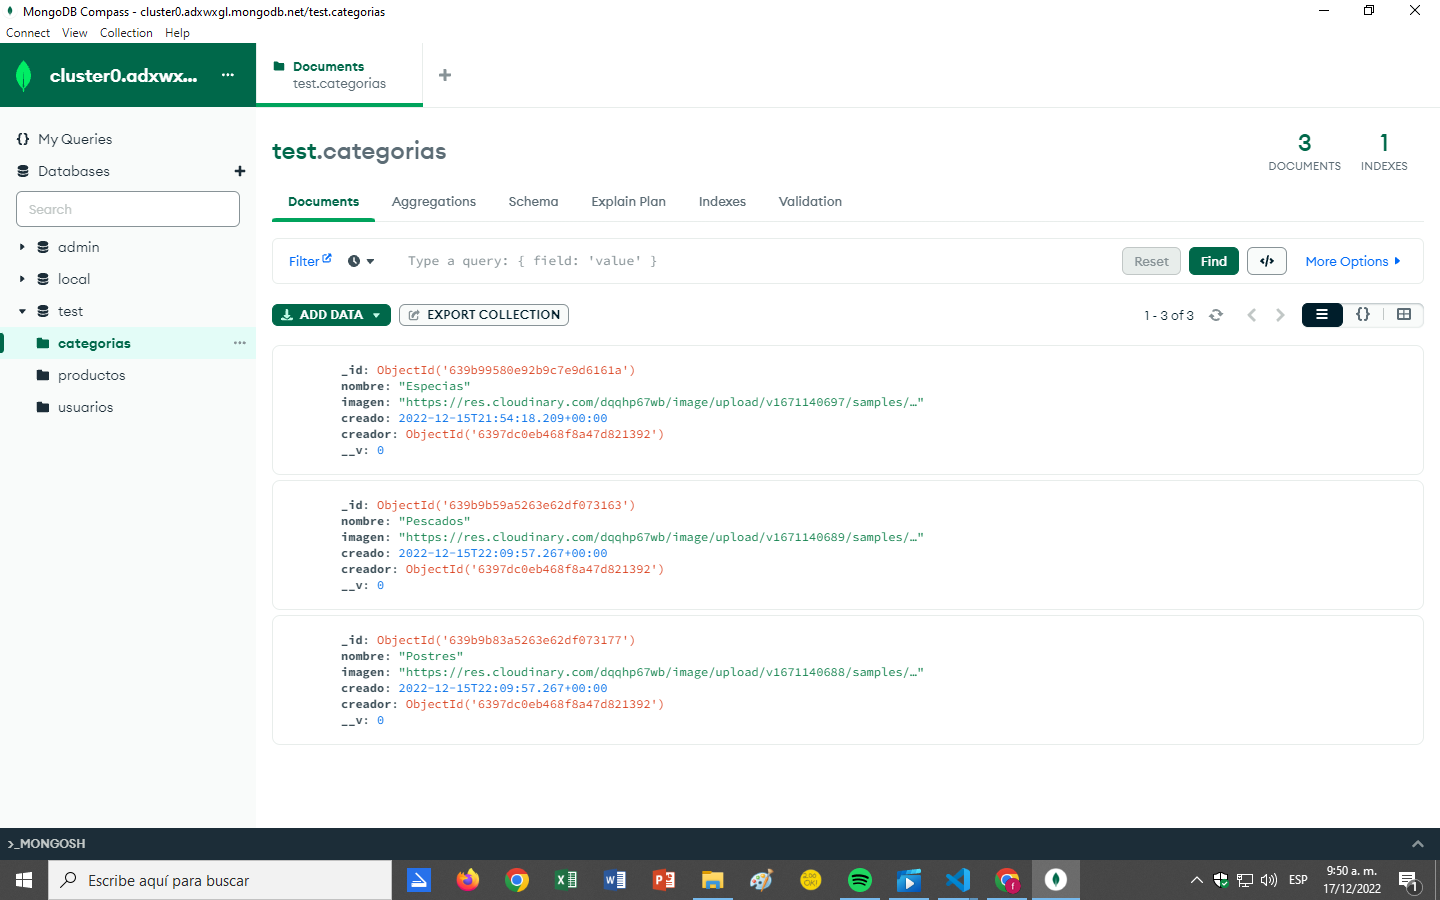 MongoDB Compass - cluster0.adxwxgl.mongodb.net/test.categorias
Connect View Collection Help
cluster0.adxwx... ...
Documents
test.categorias
+
{} My Queries
Databases +
Search
admin
local
test
categorias ...
productos
usuarios
test.categorias
3
DOCUMENTS
1
INDEXES
Documents Aggregations Schema Explain Plan Indexes Validation
Filter Type a query: { field: 'value' } Reset Find </> More Options
ADD DATA EXPORT COLLECTION 1 - 3 of 3 {}
_id: ObjectId('639b99580e92b9c7e9d6161a')
nombre: "Especias"
imagen: "https://res.cloudinary.com/dqqhp67wb/image/upload/v1671140697/samples/…"
creado: 2022-12-15T21:54:18.209+00:00
creador: ObjectId('6397dc0eb468f8a47d821392')
__v: 0
_id: ObjectId('639b9b59a5263e62df073163')
nombre: "Pescados"
imagen: "https://res.cloudinary.com/dqqhp67wb/image/upload/v1671140689/samples/…"
creado: 2022-12-15T22:09:57.267+00:00
creador: ObjectId('6397dc0eb468f8a47d821392')
__v: 0
_id: ObjectId('639b9b83a5263e62df073177')
nombre: "Postres"
imagen: "https://res.cloudinary.com/dqqhp67wb/image/upload/v1671140688/samples/…"
creado: 2022-12-15T22:09:57.267+00:00
creador: ObjectId('6397dc0eb468f8a47d821392')
__v: 0
>_MONGOSH
Escribe aquí para buscar
ESP
9:50 a. m.
17/12/2022
1